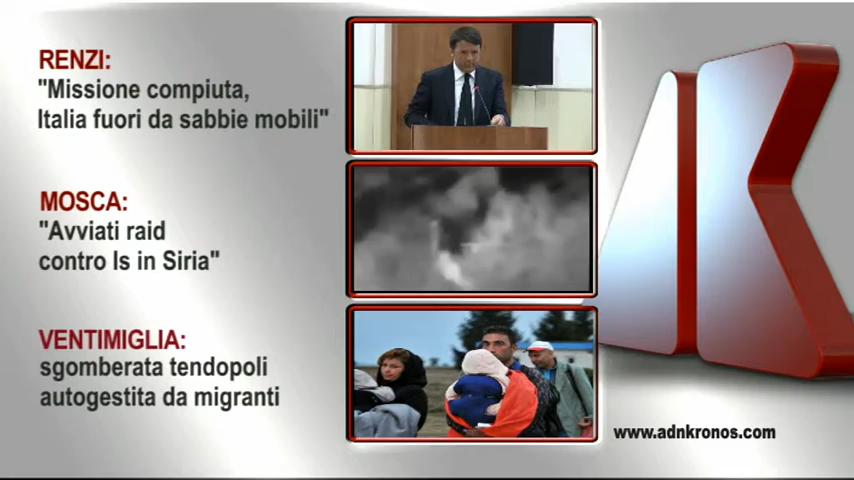 RENZI:
"Missione compiuta,
Italia fuori da sabbie mobili"
MOSCA:
"Avviati raid
contro Is in Siria"
VENTIMIGLIA:
sgomberata tendopoli
autogestita da migranti
www.adnkronos.com